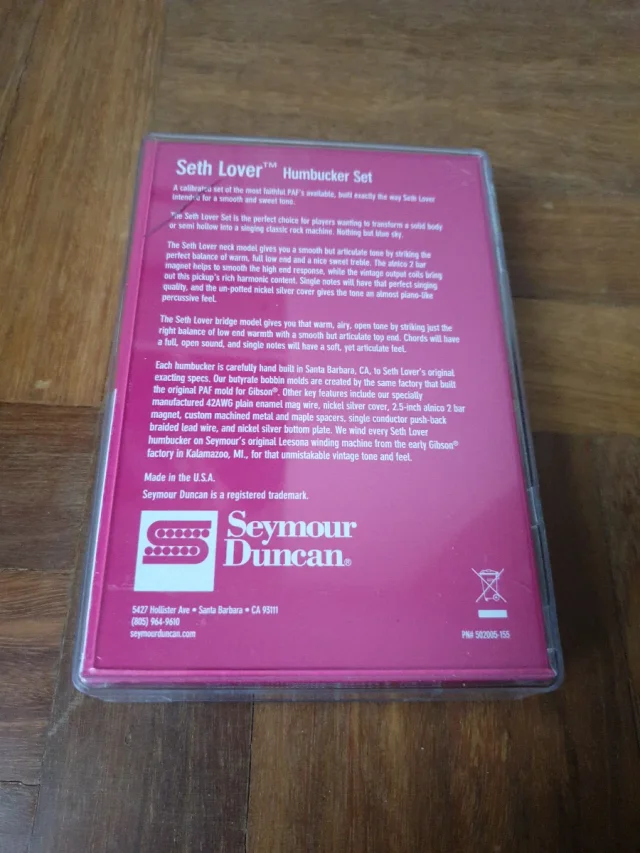 Seth Lover™ Humbucker Set
A calibrated set of the most faithful PAF's available, built exactly the way Seth Lover
intended for a smooth and sweet tone.
The Seth Lover Set is the perfect choice for players wanting to transform a solid body
or semi hollow into a singing classic rock machine. Nothing but blue sky.
The Seth Lover neck model gives you a smooth but articulate tone by striking the
perfect balance of warm, full low end and a nice sweet treble. The alnico 2 bar
magnet helps to smooth the high end response, while the vintage output coils bring
out this pickup's rich harmonic content. Single notes will have that perfect singing
quality, and the un-potted nickel silver cover gives the tone an almost piano-like
percussive feel.
The Seth Lover bridge model gives you that warm, airy, open tone by striking just the
right balance of low end warmth with a smooth but articulate top end. Chords will have
a full, open sound, and single notes will have a soft, yet articulate feel.
Each humbucker is carefully hand built in Santa Barbara, CA, to Seth Lover's original
exacting specs. Our butyrate bobbin molds are created by the same factory that built
the original PAF mold for Gibson®. Other key features include our specially
manufactured 42AWG plain enamel mag wire, nickel silver cover, 2.5-inch alnico 2 bar
magnet, custom machined metal and maple spacers, single conductor push-back
braided lead wire, and nickel silver bottom plate. We wind every Seth Lover
humbucker on Seymour's original Leesona winding machine from the early Gibson®
factory in Kalamazoo, MI., for that unmistakable vintage tone and feel.
Made in the U.S.A.
Seymour Duncan is a registered trademark.
Seymour
Duncan®
5427 Hollister Ave • Santa Barbara • CA 93111
(805) 964-9610
seymourduncan.com
PN# 502005-155